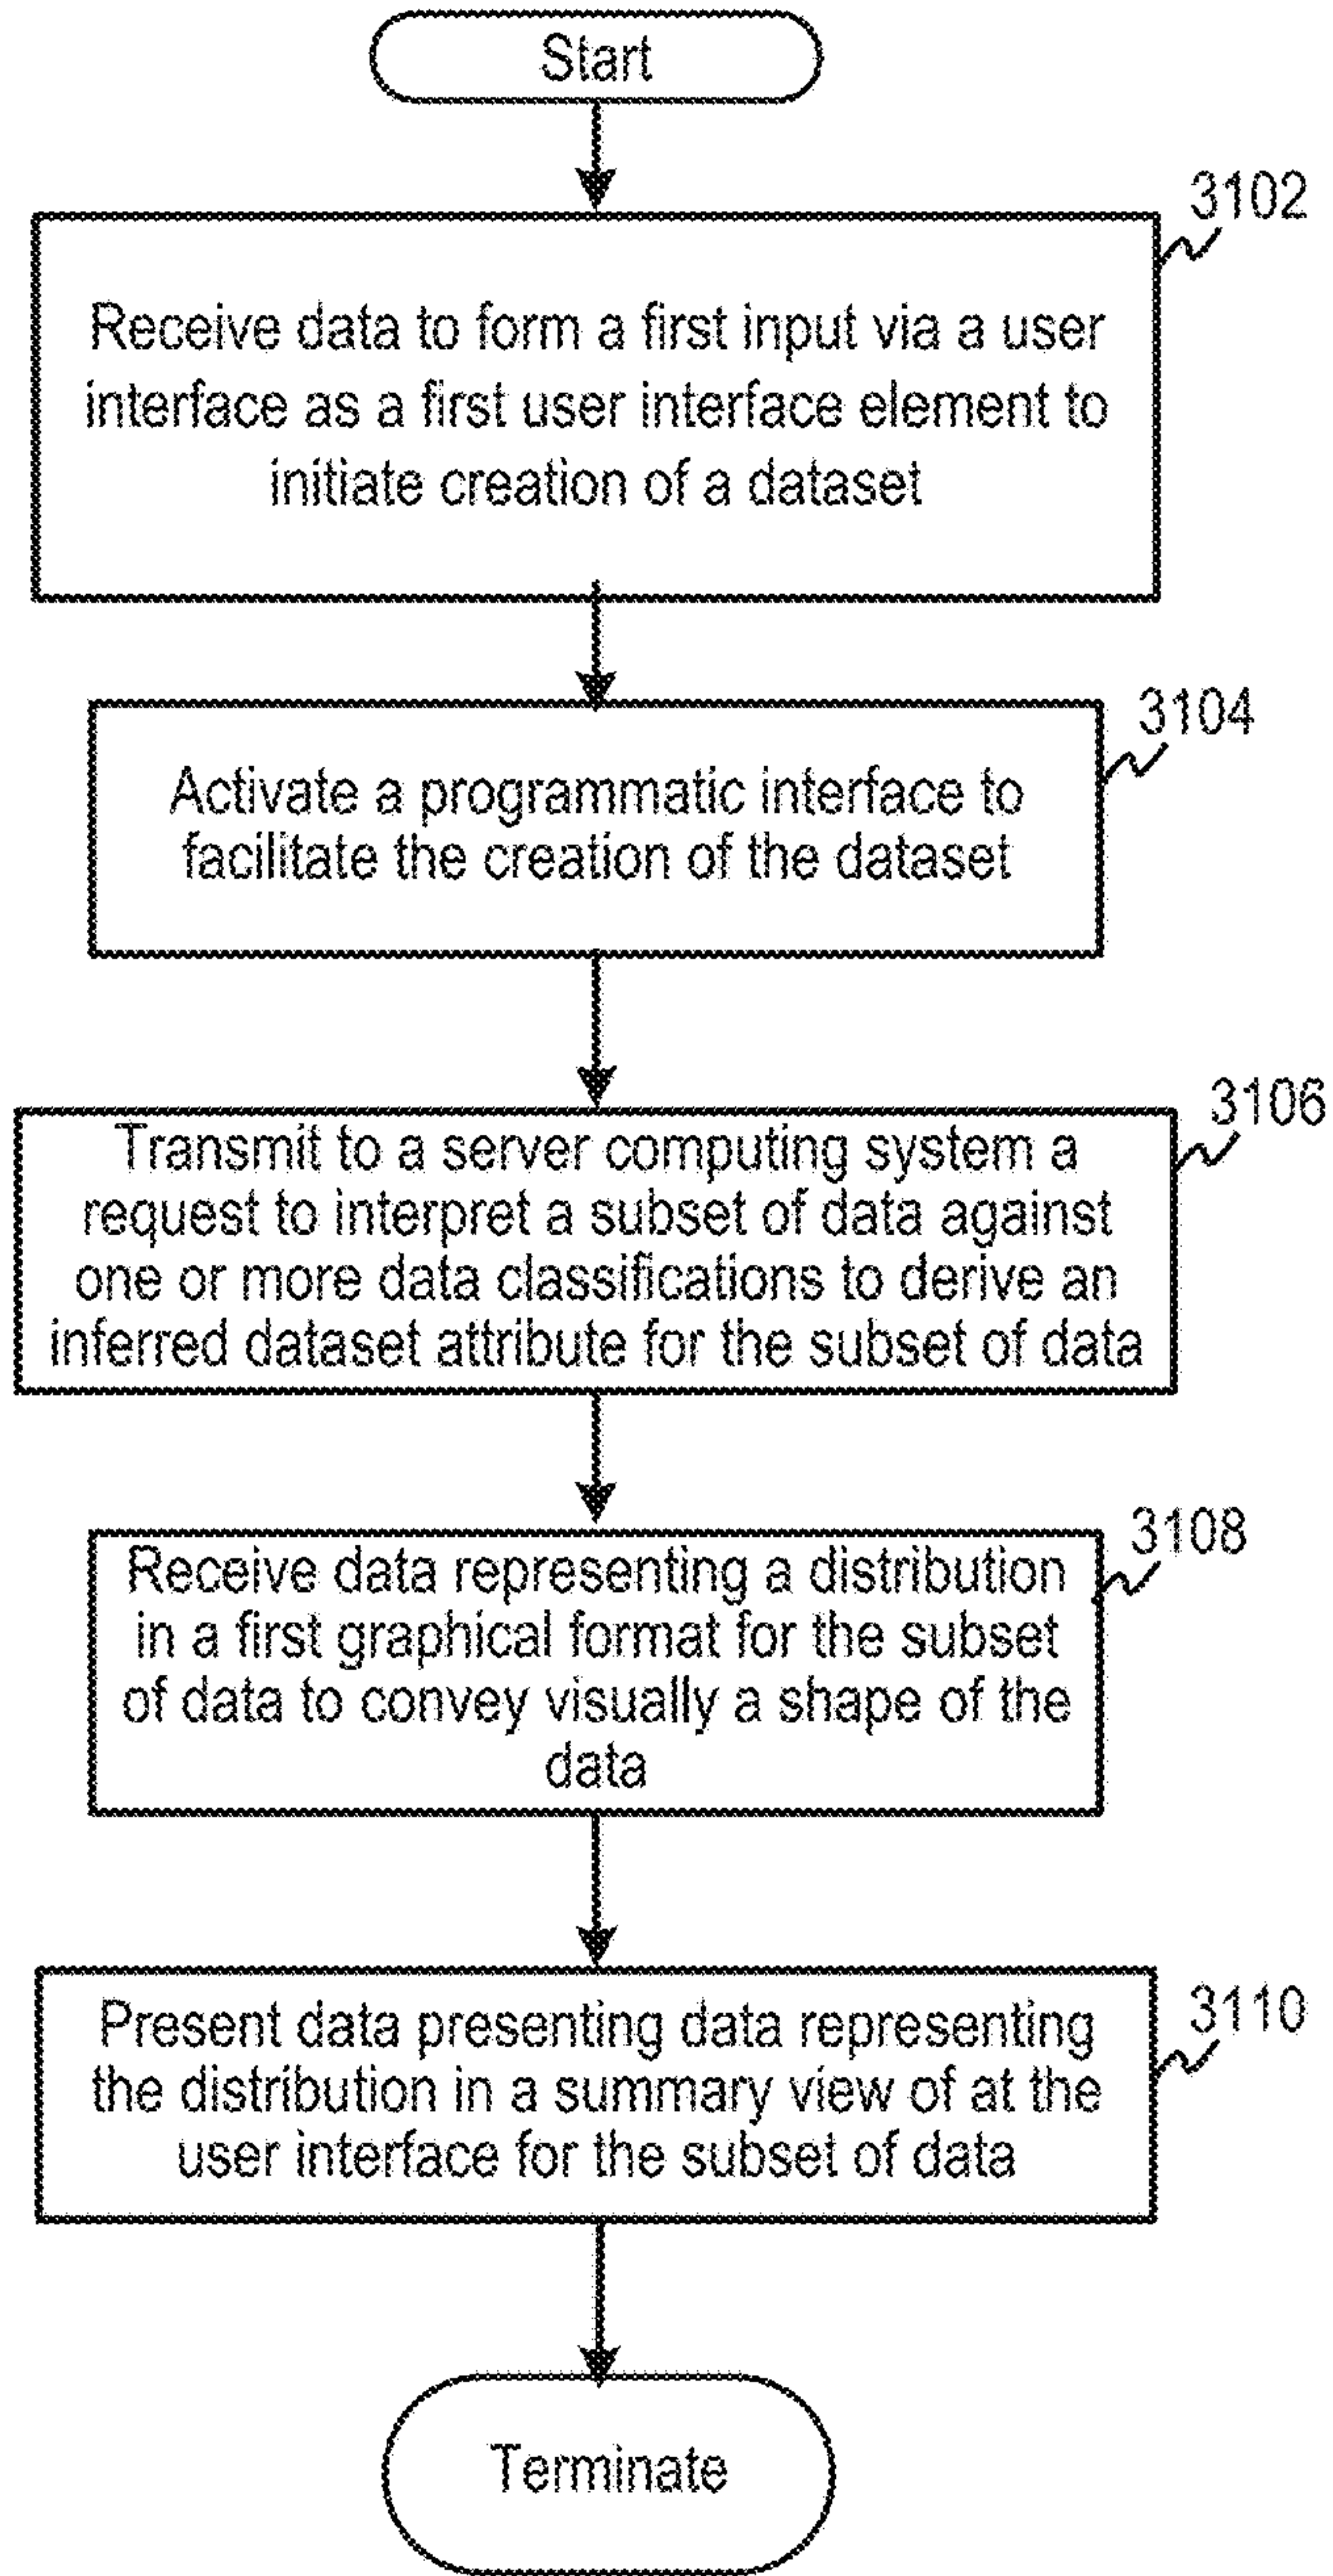 Start
3102
Receive data to form a first input via a user
interface as a first user interface element to
initiate creation of a dataset
3104
Activate a programmatic interface to
facilitate the creation of the dataset
3106
Transmit to a server computing system a
request to interpret a subset of data against
one or more data classifications to derive an
inferred dataset attribute for the subset of data
3108
Receive data representing a distribution
in a first graphical format for the subset
of data to convey visually a shape of the
data
3110
Present data presenting data representing
the distribution in a summary view of at the
user interface for the subset of data
Terminate